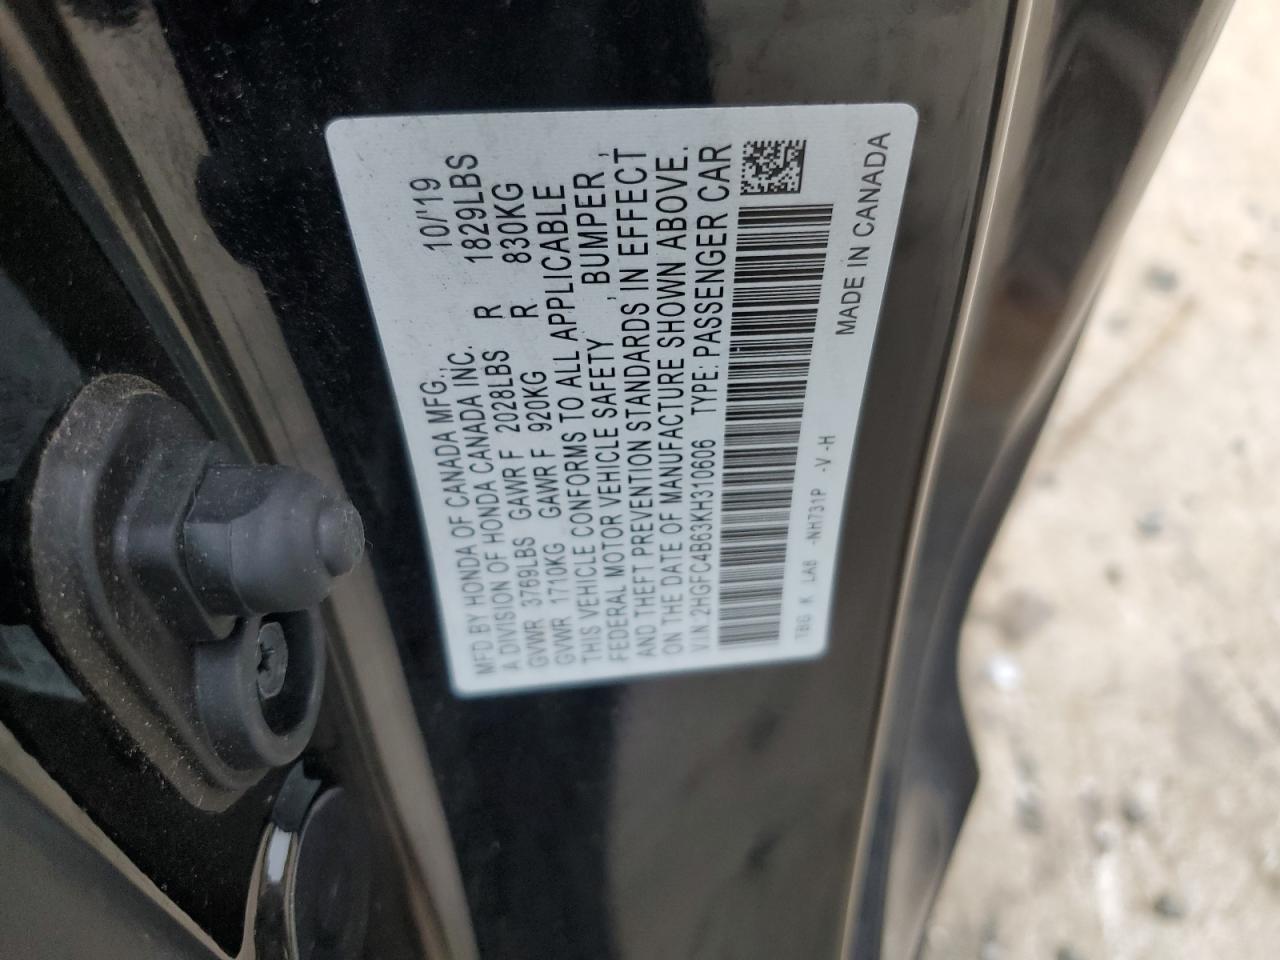 MFD BY HONDA OF CANADA MFG., 10/'19
A DIVISION OF HONDA CANADA INC.
GVWR 3769LBS GAWR F 2028LBS R 1829LBS
GVWR 1710KG GAWR F 920KG R 830KG
THIS VEHICLE CONFORMS TO ALL APPLICABLE
FEDERAL MOTOR VEHICLE SAFETY , BUMPER ,
AND THEFT PREVENTION STANDARDS IN EFFECT
ON THE DATE OF MANUFACTURE SHOWN ABOVE.
V.I.N. 2HGFC4B63KH310606 TYPE: PASSENGER CAR
TBG K LA8 -NH731P -V -H
MADE IN CANADA